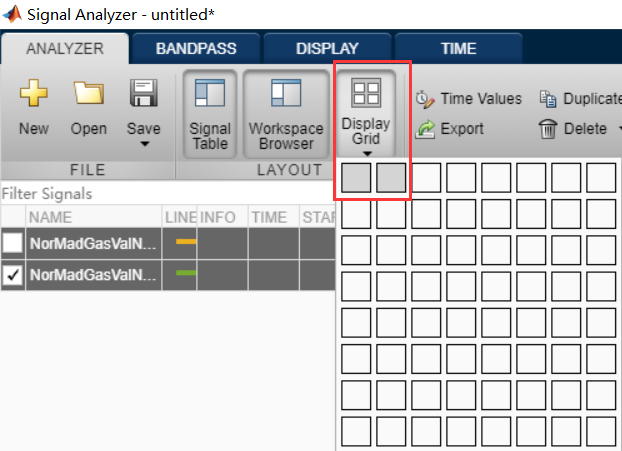 Signal Analyzer - untitled*
ANALYZER BANDPASS DISPLAY TIME
New Open Save Signal Table Workspace Browser Display Grid
Time Values Duplicate
Export Delete
FILE LAYOUT
Filter Signals
NAME LINE INFO TIME STAR
NorMadGasValN...
NorMadGasValN...